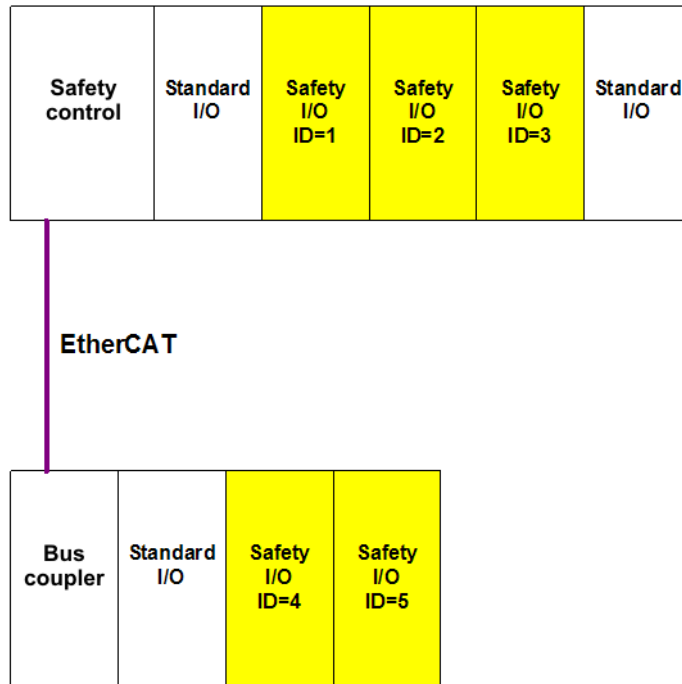 Safety
control
Standard
I/O
Safety
I/O
ID=1
Safety
I/O
ID=2
Safety
I/O
ID=3
Standard
I/O
EtherCAT
Bus
coupler
Standard
I/O
Safety
I/O
ID=4
Safety
I/O
ID=5